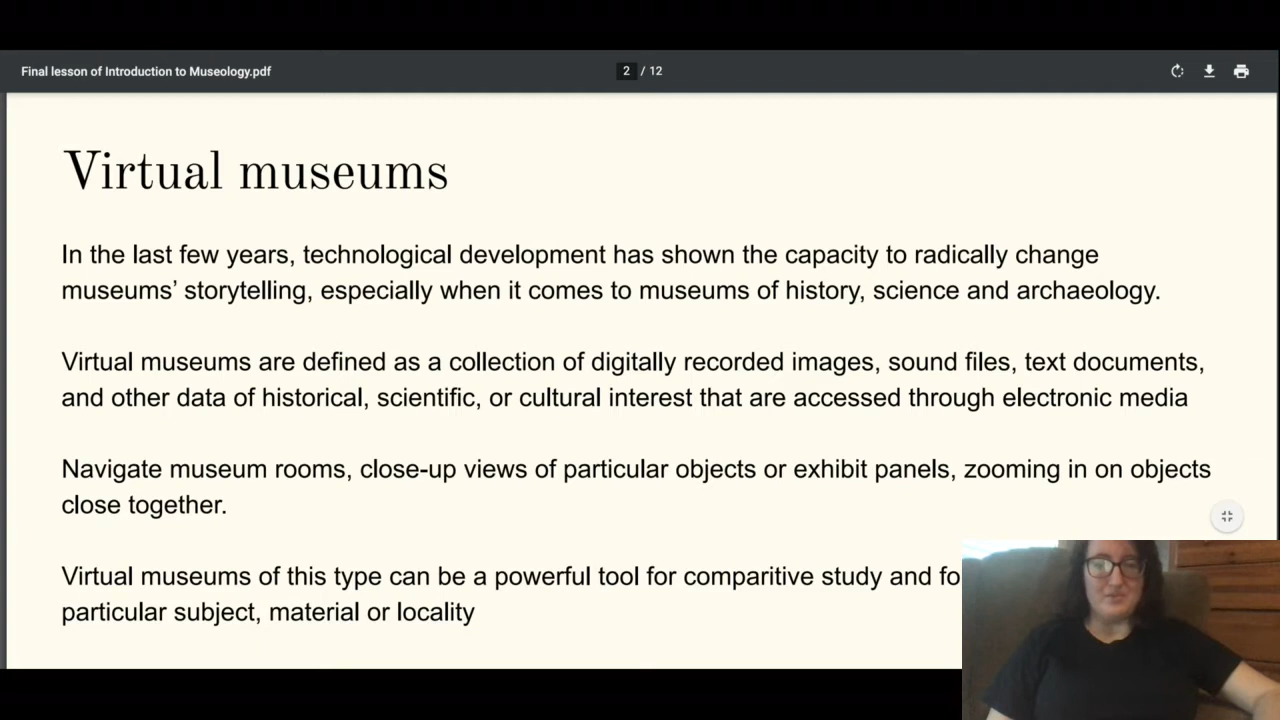 Final lesson of Introduction to Museology.pdf
2 / 12
Virtual museums
In the last few years, technological development has shown the capacity to radically change
museums’ storytelling, especially when it comes to museums of history, science and archaeology.
Virtual museums are defined as a collection of digitally recorded images, sound files, text documents,
and other data of historical, scientific, or cultural interest that are accessed through electronic media
Navigate museum rooms, close-up views of particular objects or exhibit panels, zooming in on objects
close together.
Virtual museums of this type can be a powerful tool for comparitive study and
particular subject, material or locality